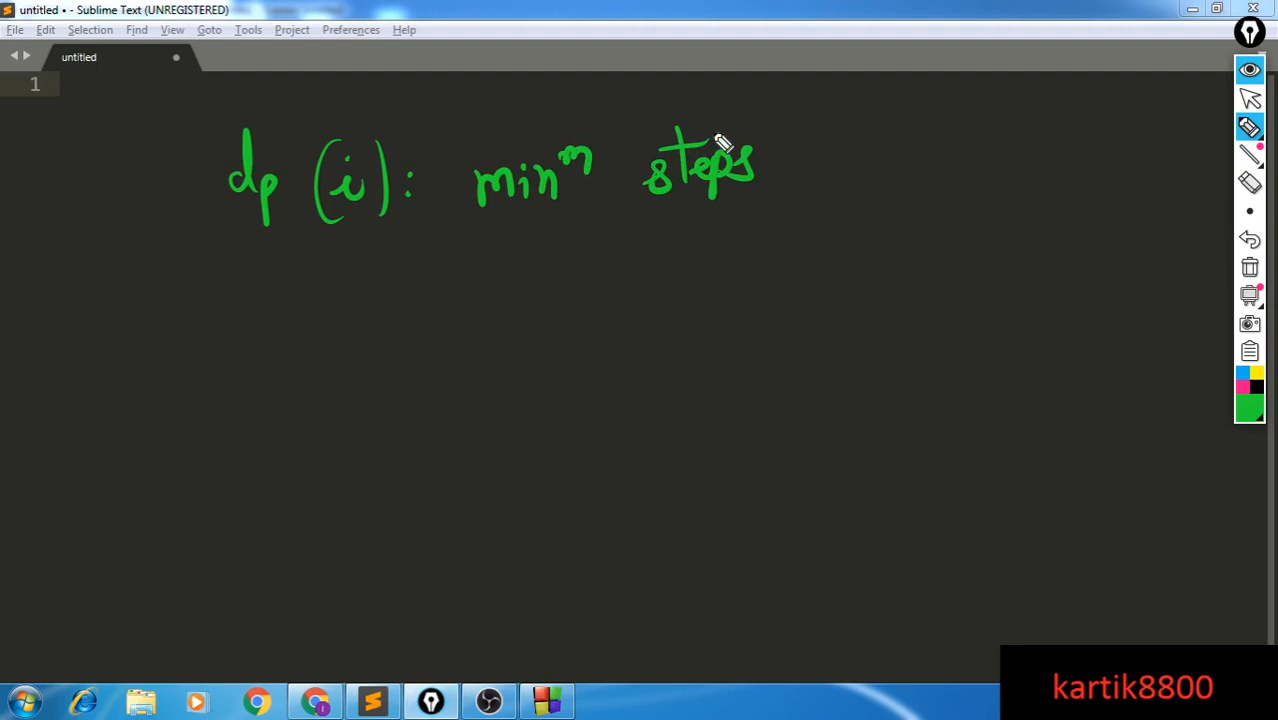 untitled • - Sublime Text (UNREGISTERED)
File Edit Selection View Goto Tools Project Preferences Help
untitled
1
dp (i): minᵐ steps
kartik8800